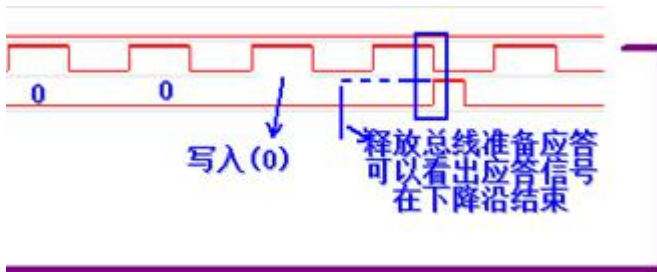 0 0
写入(0)
释放总线准备应答
可以看出应答信号
在下降沿结束